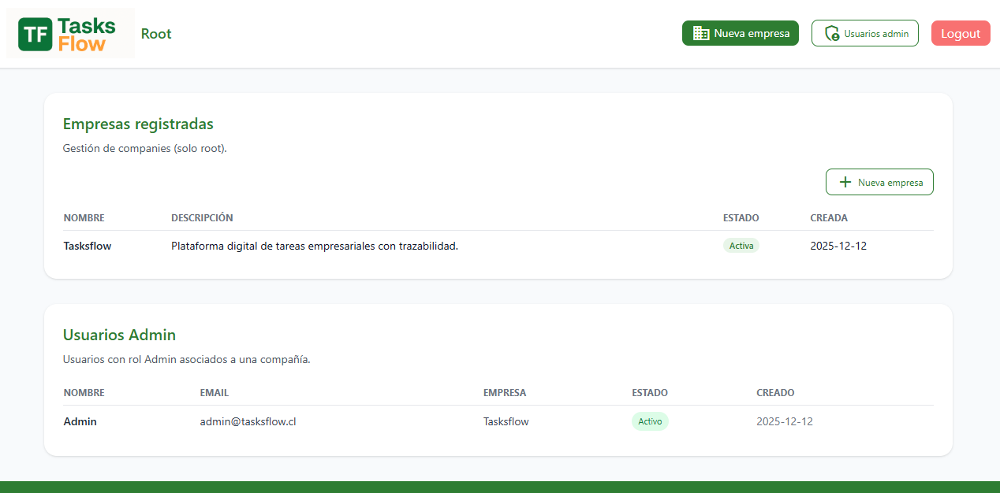 TF Tasks Flow
Root
Nueva empresa
Usuarios admin
Logout
Empresas registradas
Gestión de companies (solo root).
Nueva empresa
NOMBRE DESCRIPCIÓN ESTADO CREADA
Tasksflow Plataforma digital de tareas empresariales con trazabilidad. Activa 2025-12-12
Usuarios Admin
Usuarios con rol Admin asociados a una compañía.
NOMBRE EMAIL EMPRESA ESTADO CREADO
Admin admin@tasksflow.cl Tasksflow Activo 2025-12-12